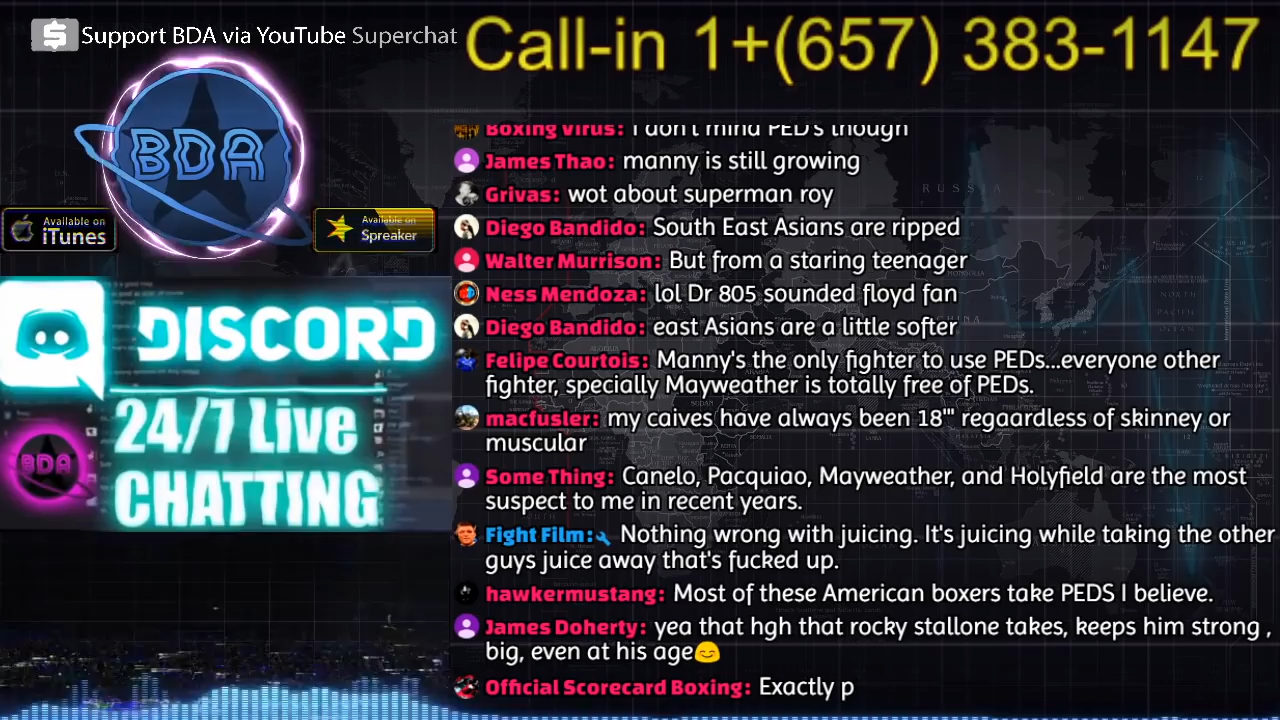 Support BDA via YouTube Superchat
Call-in 1+(657) 383-1147
BDA
Available on
iTunes
Available on
Spreaker
DISCORD
24/7 Live
CHATTING
BDA
Boxing Virus: I don't mind PED's though
James Thao: manny is still growing
Grivas: wot about superman roy
Diego Bandido: South East Asians are ripped
Walter Murrison: But from a staring teenager
Ness Mendoza: lol Dr 805 sounded floyd fan
Diego Bandido: east Asians are a little softer
Felipe Courtois: Manny's the only fighter to use PEDs...everyone other
fighter, specially Mayweather is totally free of PEDs.
macfusler: my caives have always been 18'" regaardless of skinney or
muscular
Some Thing: Canelo, Pacquiao, Mayweather, and Holyfield are the most
suspect to me in recent years.
Fight Film: Nothing wrong with juicing. It's juicing while taking the other
guys juice away that's fucked up.
hawkermustang: Most of these American boxers take PEDS I believe.
James Doherty: yea that hgh that rocky stallone takes, keeps him strong ,
big, even at his age😊
Official Scorecard Boxing: Exactly p
RUSSIA